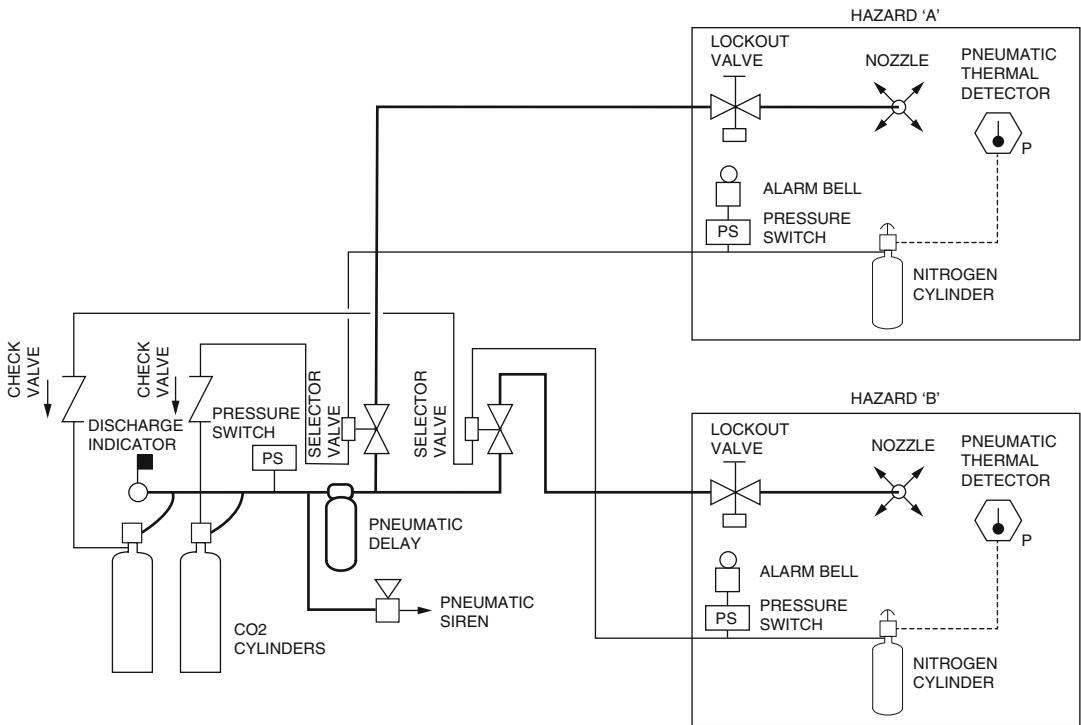 HAZARD ‘A’
LOCKOUT
VALVE
NOZZLE
PNEUMATIC
THERMAL
DETECTOR
P
ALARM BELL
PS
PRESSURE
SWITCH
NITROGEN
CYLINDER
CHECK
VALVE
CHECK
VALVE
DISCHARGE
INDICATOR
PRESSURE
SWITCH
PS
SELECTOR
VALVE
SELECTOR
VALVE
PNEUMATIC
DELAY
PNEUMATIC
SIREN
CO2
CYLINDERS
HAZARD ‘B’
LOCKOUT
VALVE
NOZZLE
PNEUMATIC
THERMAL
DETECTOR
P
ALARM BELL
PS
PRESSURE
SWITCH
NITROGEN
CYLINDER